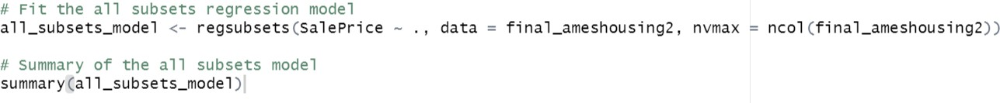 # Fit the all subsets regression model
all_subsets_model <- regsubsets(SalePrice ~ ., data = final_ameshousing2, nvmax = ncol(final_ameshousing2))
# Summary of the all subsets model
summary(all_subsets_model)